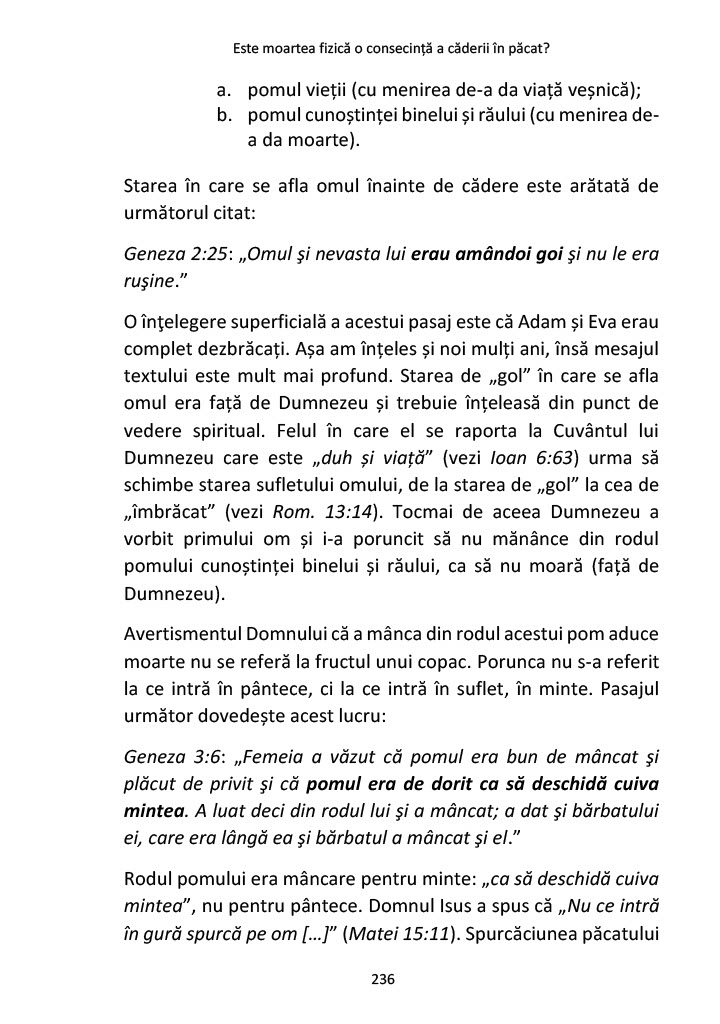 Este moartea fizică o consecință a căderii în păcat?
a. pomul vieții (cu menirea de-a da viață veșnică);
b. pomul cunoștinței binelui și răului (cu menirea de-
a da moarte).
Starea în care se afla omul înainte de cădere este arătată de
următorul citat:
Geneza 2:25: „Omul şi nevasta lui erau amândoi goi şi nu le era
ruşine.”
O înţelegere superficială a acestui pasaj este că Adam și Eva erau
complet dezbrăcați. Așa am înțeles și noi mulți ani, însă mesajul
textului este mult mai profund. Starea de „gol” în care se afla
omul era față de Dumnezeu și trebuie înțeleasă din punct de
vedere spiritual. Felul în care el se raporta la Cuvântul lui
Dumnezeu care este „duh și viață” (vezi Ioan 6:63) urma să
schimbe starea sufletului omului, de la starea de „gol” la cea de
„îmbrăcat” (vezi Rom. 13:14). Tocmai de aceea Dumnezeu a
vorbit primului om și i-a poruncit să nu mănânce din rodul
pomului cunoștinței binelui și răului, ca să nu moară (față de
Dumnezeu).
Avertismentul Domnului că a mânca din rodul acestui pom aduce
moarte nu se referă la fructul unui copac. Porunca nu s-a referit
la ce intră în pântece, ci la ce intră în suflet, în minte. Pasajul
următor dovedește acest lucru:
Geneza 3:6: „Femeia a văzut că pomul era bun de mâncat şi
plăcut de privit şi că pomul era de dorit ca să deschidă cuiva
mintea. A luat deci din rodul lui şi a mâncat; a dat şi bărbatului
ei, care era lângă ea şi bărbatul a mâncat şi el.”
Rodul pomului era mâncare pentru minte: „ca să deschidă cuiva
mintea”, nu pentru pântece. Domnul Isus a spus că „Nu ce intră
în gură spurcă pe om […]” (Matei 15:11). Spurcăciunea păcatului
236